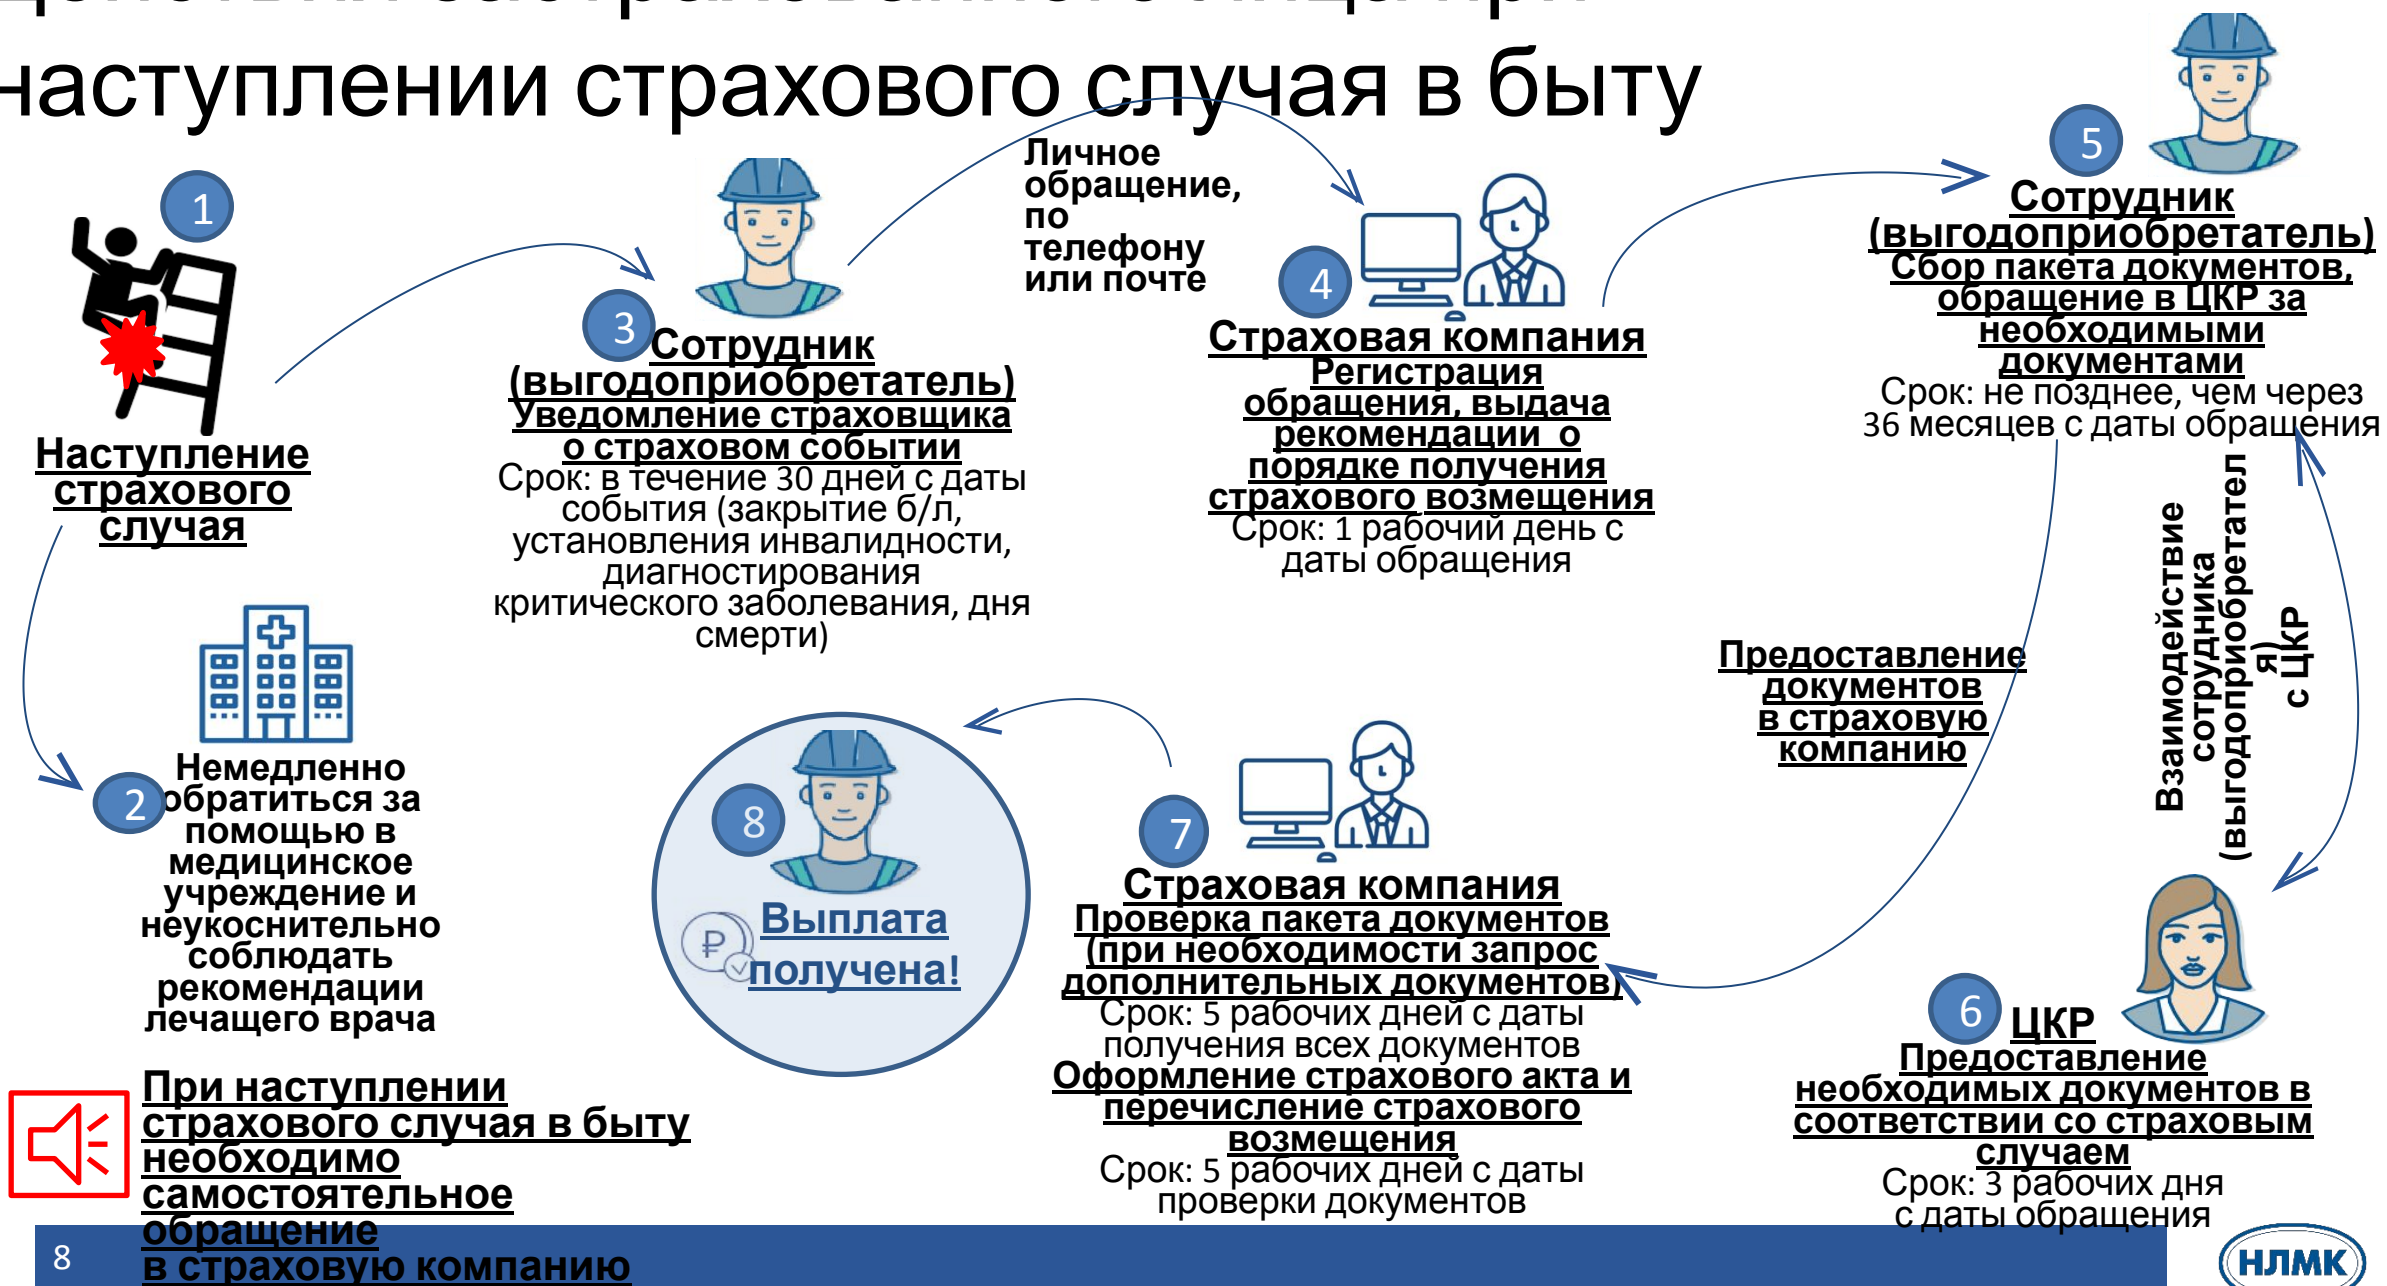 наступлении страхового случая в быту
1
Наступление
страхового
случая
2
Немедленно
обратиться за
помощью в
медицинское
учреждение и
неукоснительно
соблюдать
рекомендации
лечащего врача
3
Сотрудник
(выгодоприобретатель)
Уведомление страховщика
о страховом событии
Срок: в течение 30 дней с даты
события (закрытие б/л,
установления инвалидности,
диагностирования
критического заболевания, дня
смерти)
Личное
обращение,
по
телефону
или почте
4
Страховая компания
Регистрация
обращения, выдача
рекомендации о
порядке получения
страхового возмещения
Срок: 1 рабочий день с
даты обращения
5
Сотрудник
(выгодоприобретатель)
Сбор пакета документов,
обращение в ЦКР за
необходимыми
документами
Срок: не позднее, чем через
36 месяцев с даты обращения
Взаимодействие
сотрудника
(выгодоприобретател
я)
с ЦКР
Предоставление
документов
в страховую
компанию
6
ЦКР
Предоставление
необходимых документов в
соответствии со страховым
случаем
Срок: 3 рабочих дня
с даты обращения
7
Страховая компания
Проверка пакета документов
(при необходимости запрос
дополнительных документов)
Срок: 5 рабочих дней с даты
получения всех документов
Оформление страхового акта и
перечисление страхового
возмещения
Срок: 5 рабочих дней с даты
проверки документов
8
₽
Выплата
получена!
При наступлении
страхового случая в быту
необходимо
самостоятельное
обращение
в страховую компанию
8
НЛМК